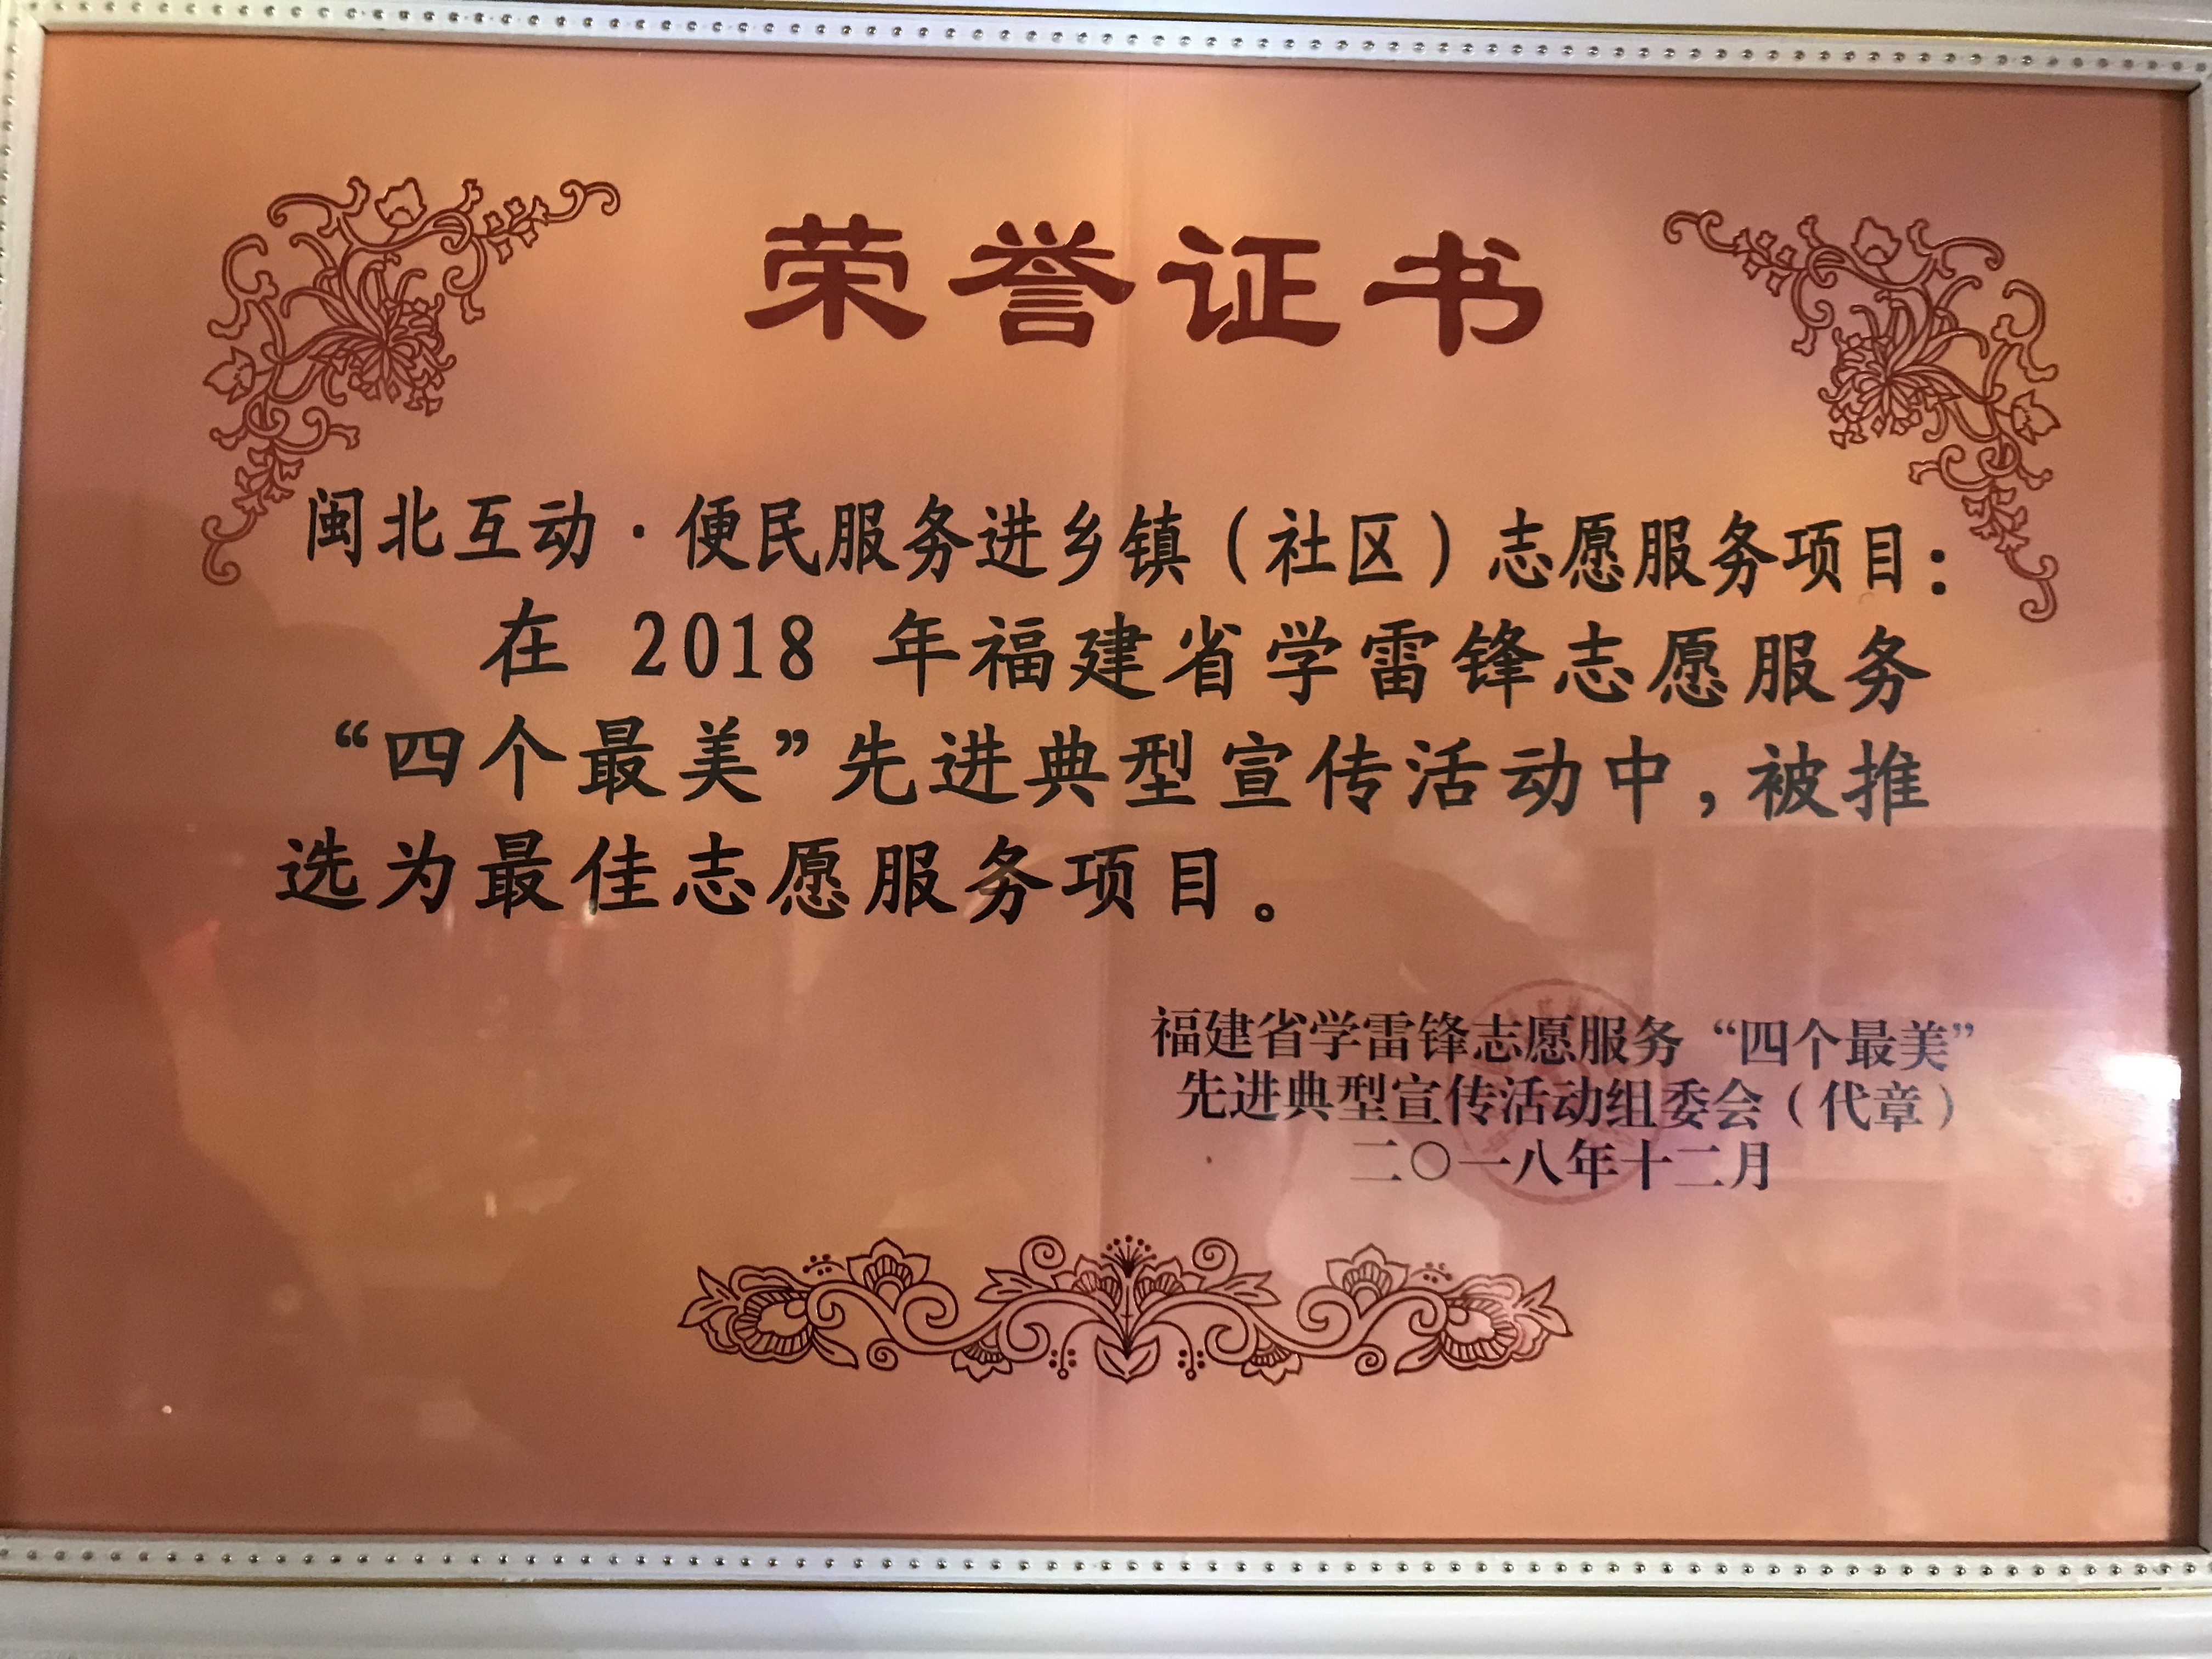 荣誉证书
闽北互动·便民服务进乡镇（社区）志愿服务项目：
在 2018 年福建省学雷锋志愿服务
“四个最美”先进典型宣传活动中，被推
选为最佳志愿服务项目。
福建省学雷锋志愿服务“四个最美”
先进典型宣传活动组委会（代章）
二〇一八年十二月